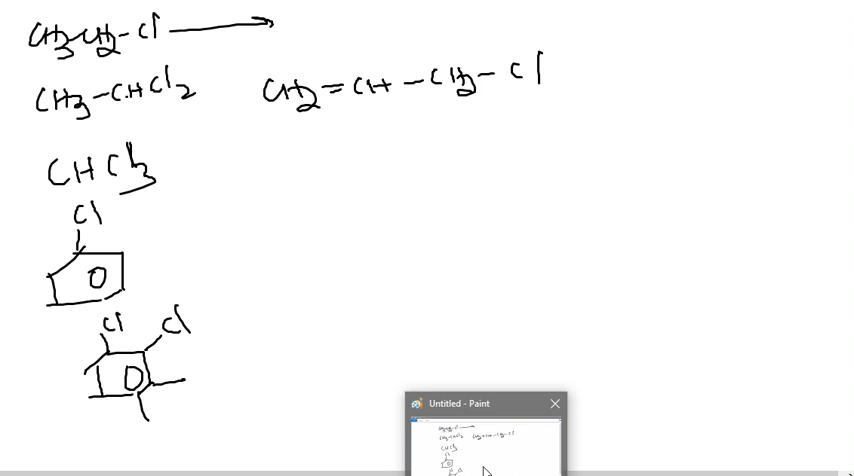 CH3CH2-Cl
CH3-CHCl2
CH2=CH-CH2-Cl
CHCl3
Cl
Cl Cl
Untitled - Paint